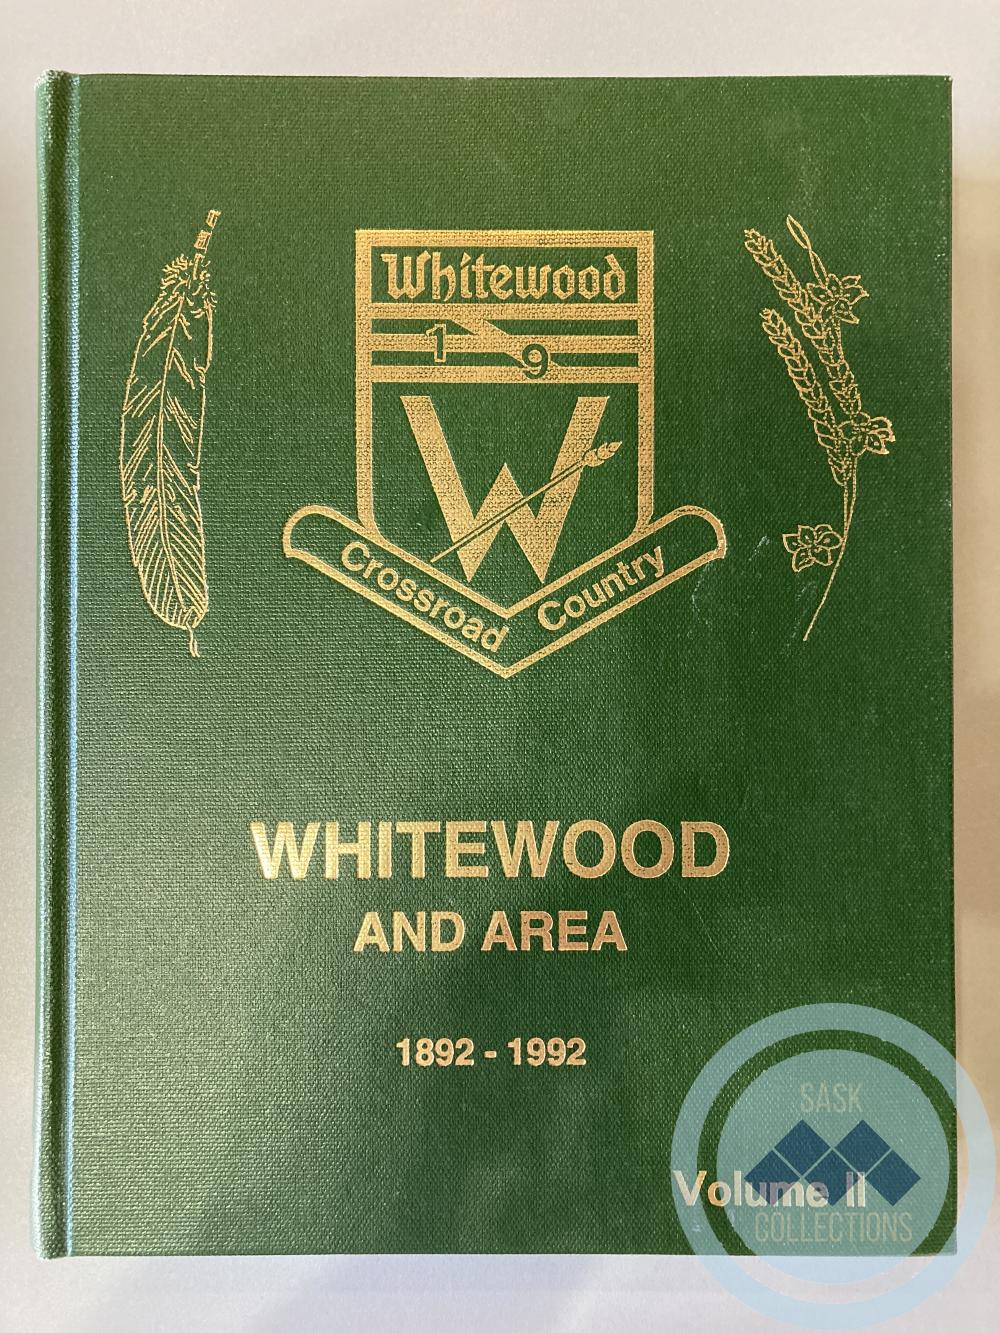 Whitewood
1
9
W
Crossroad Country
WHITEWOOD
AND AREA
1892 - 1992
Volume II
SASK
COLLECTIONS